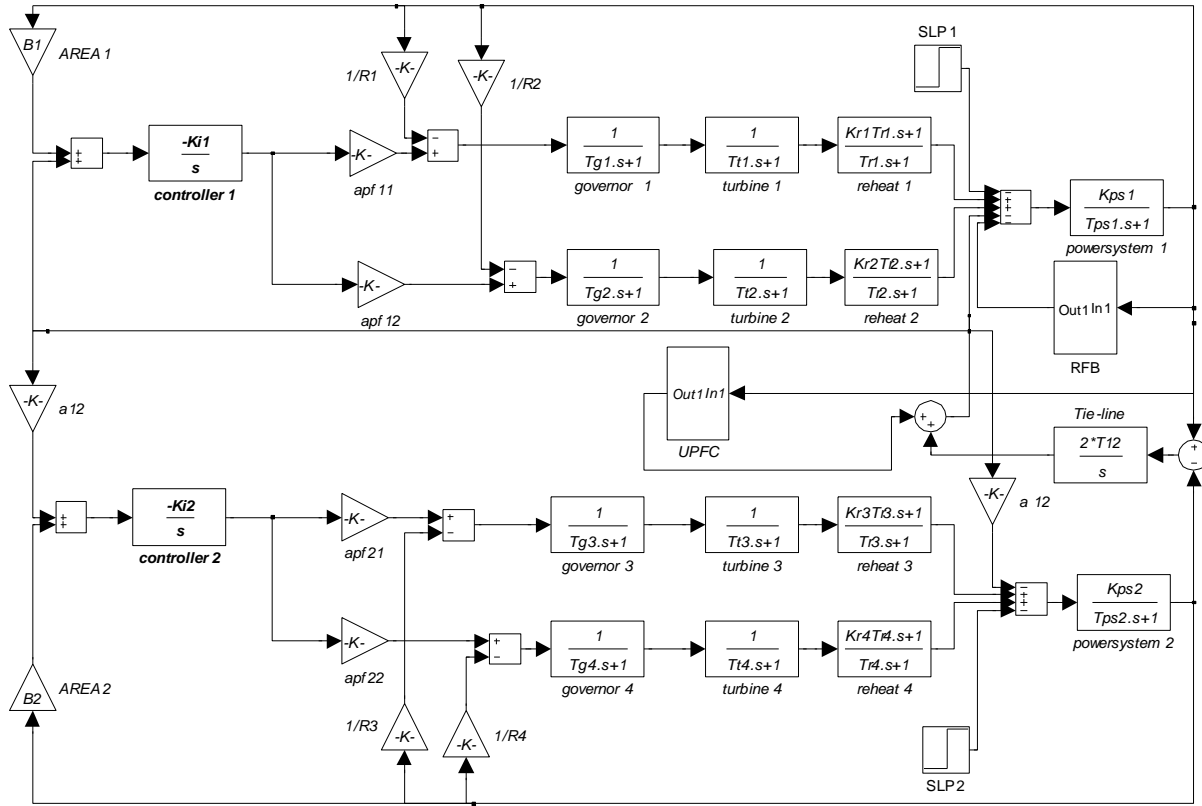 B1
AREA 1
-K-
1/R1
-K-
1/R2
SLP 1
+
+
-Ki1
s
controller 1
-K-
apf 11
−
+
1
Tg1.s+1
governor 1
1
Tt1.s+1
turbine 1
Kr1Tr1.s+1
Tr1.s+1
reheat 1
−
+
+
−
−
Kps1
Tps1.s+1
powersystem 1
-K-
apf 12
−
+
1
Tg2.s+1
governor 2
1
Tt2.s+1
turbine 2
Kr2Tr2.s+1
Tr2.s+1
reheat 2
Out1 In1
RFB
-K-
a12
Out1 In1
UPFC
+
+
Tie-line
2*T12
s
+
−
-K-
a 12
+
+
-Ki2
s
controller 2
-K-
apf 21
+
−
1
Tg3.s+1
governor 3
1
Tt3.s+1
turbine 3
Kr3Tr3.s+1
Tr3.s+1
reheat 3
−
+
+
−
Kps2
Tps2.s+1
powersystem 2
-K-
apf 22
+
−
1
Tg4.s+1
governor 4
1
Tt4.s+1
turbine 4
Kr4Tr4.s+1
Tr4.s+1
reheat 4
B2
AREA 2
1/R3
-K-
1/R4
-K-
SLP 2